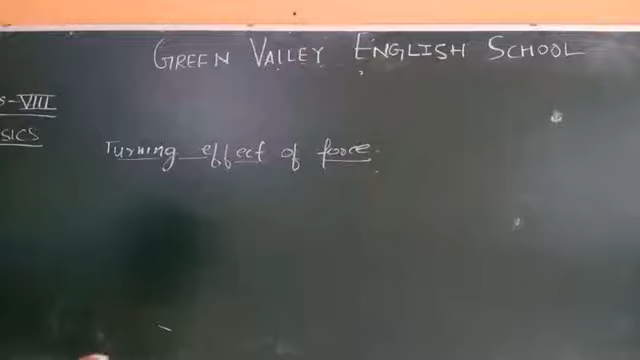 GREEN VALLEY ENGLISH SCHOOL
s-VIII
SICS
Turning effect of force